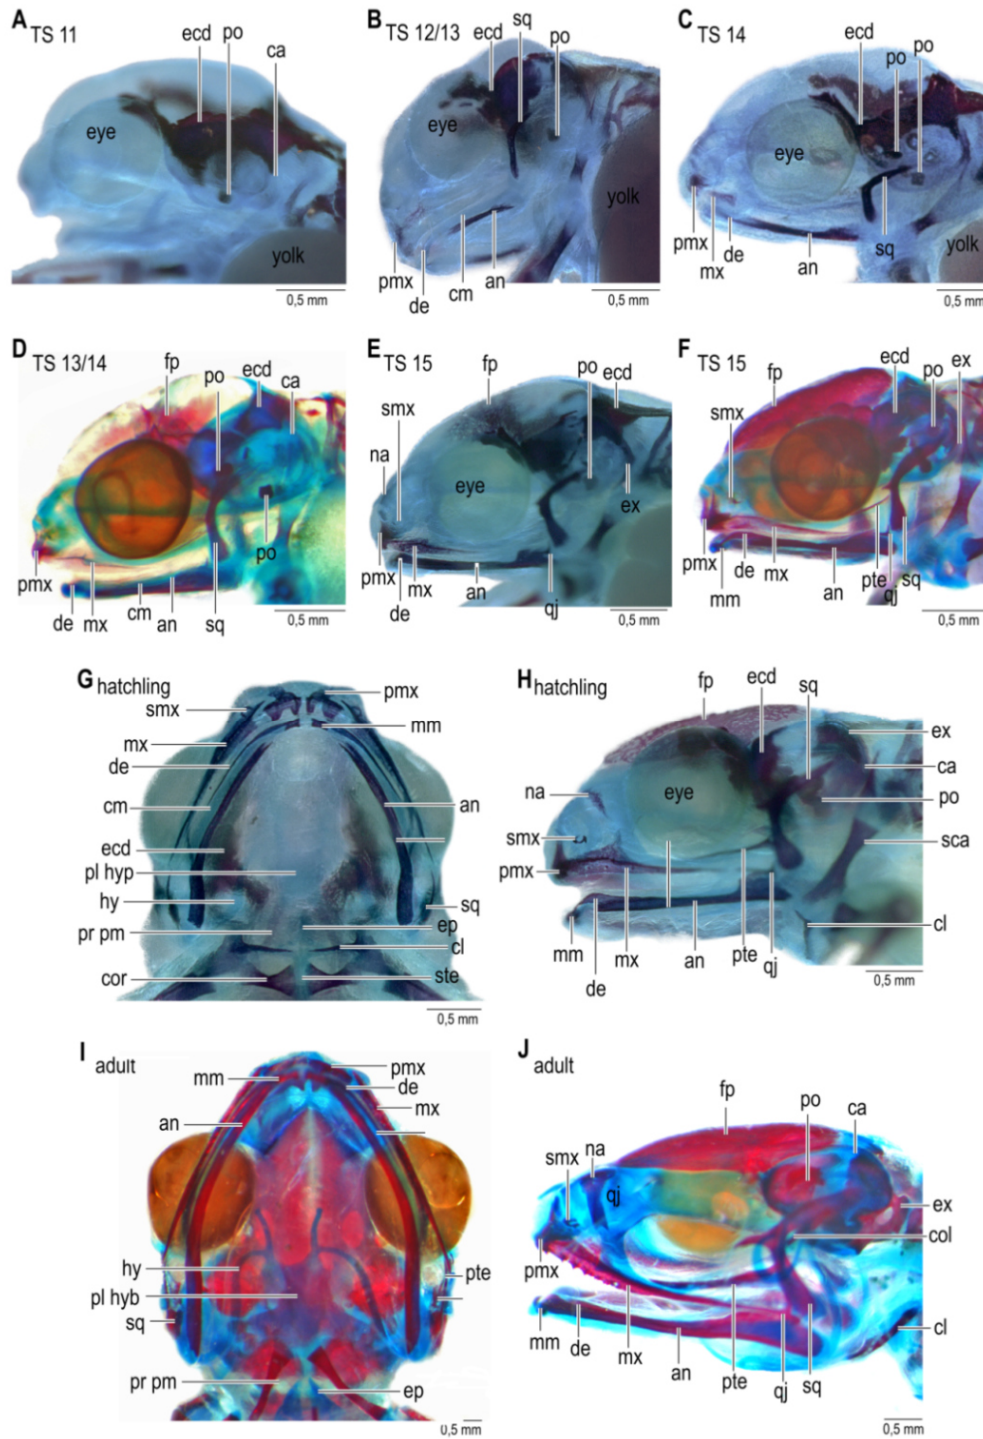 A TS 11
ecd po ca
eye
yolk
0,5 mm
B TS 12/13
ecd sq po
eye
yolk
pmx de cm an
0,5 mm
C TS 14
ecd po po
eye
pmx mx de an sq yolk
0,5 mm
D TS 13/14
fp po ecd ca
po
pmx
de mx cm an sq
0,5 mm
E TS 15
fp po ecd
smx
na
eye
ex
pmx de mx an qj
0,5 mm
F TS 15
fp ecd po ex
smx
pmx mm de mx an pte qj sq
0,5 mm
G hatchling
smx
pmx
mm
mx
de
cm
an
ecd
pl hyp
hy
sq
pr pm
ep
cl
cor
ste
0,5 mm
H hatchling
fp ecd sq
ex
ca
na
eye
po
smx
sca
pmx
cl
mm de mx an pte qj
0,5 mm
I adult
pmx
mm
de
mx
an
hy
pte
pl hyb
sq
pr pm
ep
0,5 mm
J adult
fp po ca
smx na
qj
ex
col
pmx
cl
mm de mx an pte qj sq
0,5 mm